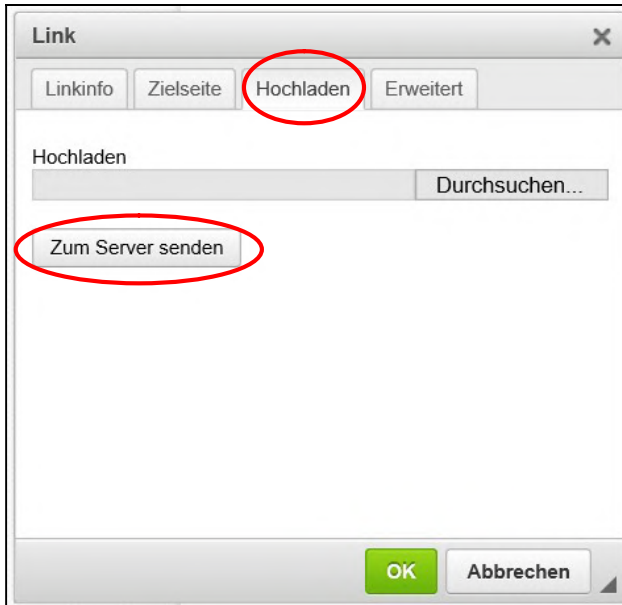 Link
Linkinfo Zielseite Hochladen Erweitert
Hochladen
Durchsuchen...
Zum Server senden
OK Abbrechen